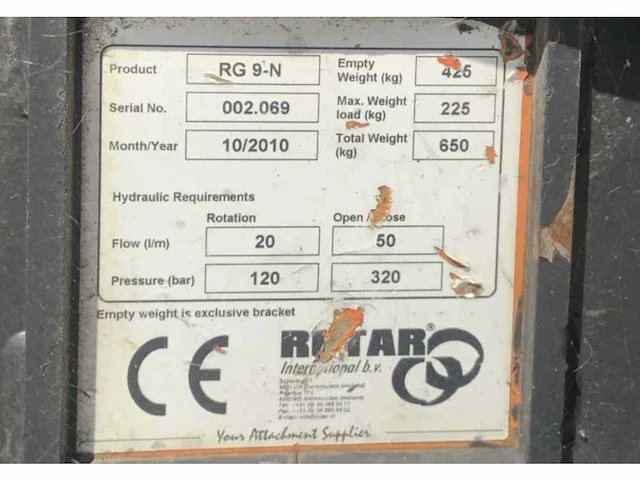 Product RG 9-N Empty Weight (kg) 425
Serial No. 002.069 Max. Weight load (kg) 225
Month/Year 10/2010 Total Weight (kg) 650
Hydraulic Requirements
Rotation Open /
Flow (l/m) 20 50
Pressure (bar) 120 320
Empty weight is exclusive bracket
CE ROTAR®
International b.v.
Your Attachment Supplier